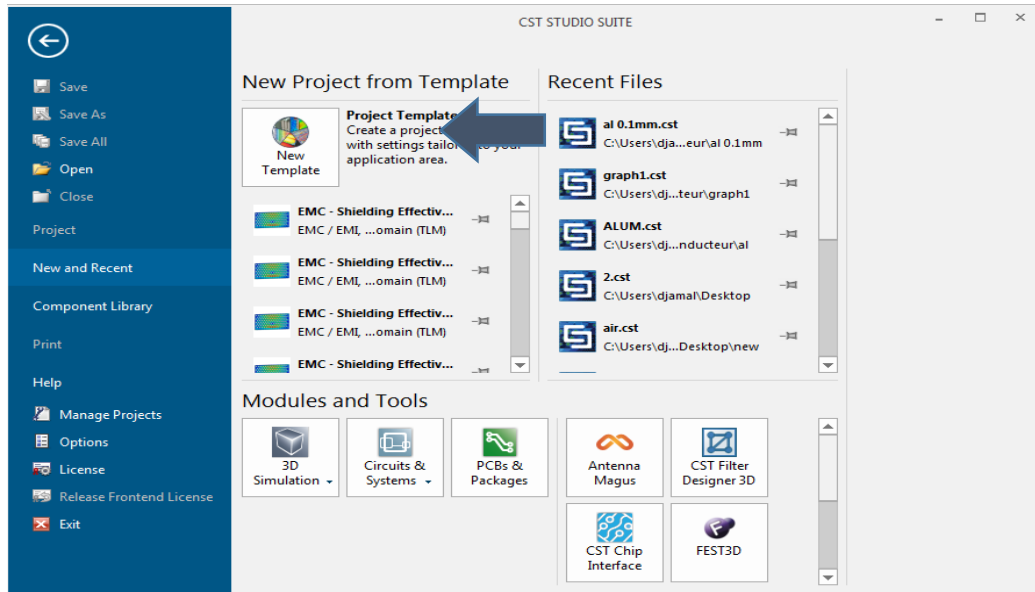 CST STUDIO SUITE
Save
Save As
Save All
Open
Close
Project
New and Recent
Component Library
Print
Help
Manage Projects
Options
License
Release Frontend License
Exit
New Project from Template
New
Template
Project Template
Create a project
with settings tailor to your
application area.
EMC - Shielding Effectiv...
EMC / EMI, ...omain (TLM)
EMC - Shielding Effectiv...
EMC / EMI, ...omain (TLM)
EMC - Shielding Effectiv...
EMC / EMI, ...omain (TLM)
EMC - Shielding Effectiv...
Recent Files
al 0.1mm.cst
C:\Users\dja...eur\al 0.1mm
graph1.cst
C:\Users\dj...teur\graph1
ALUM.cst
C:\Users\dj...nducteur\al
2.cst
C:\Users\djamal\Desktop
air.cst
C:\Users\dj...Desktop\new
Modules and Tools
3D
Simulation
Circuits &
Systems
PCBs &
Packages
Antenna
Magus
CST Filter
Designer 3D
CST Chip
Interface
FEST3D